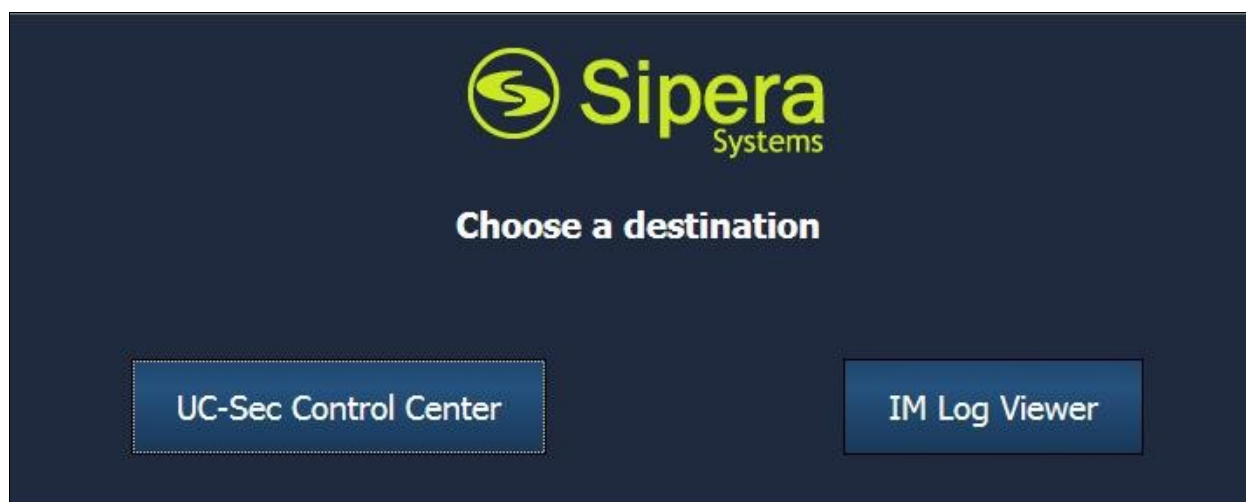 Sipera
Systems
Choose a destination
UC-Sec Control Center
IM Log Viewer